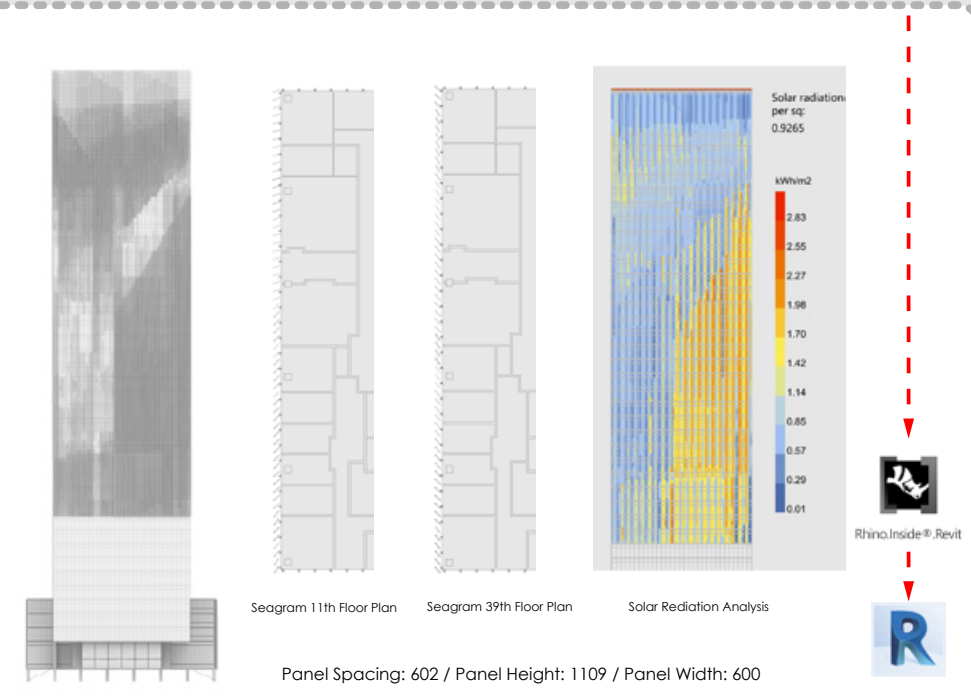 Solar radiation
per sq:
0.9265
kWh/m2
2.83
2.55
2.27
1.98
1.70
1.42
1.14
0.85
0.57
0.29
0.01
Rhino.Inside®.Revit
R
Seagram 11th Floor Plan
Seagram 39th Floor Plan
Solar Rediation Analysis
Panel Spacing: 602 / Panel Height: 1109 / Panel Width: 600